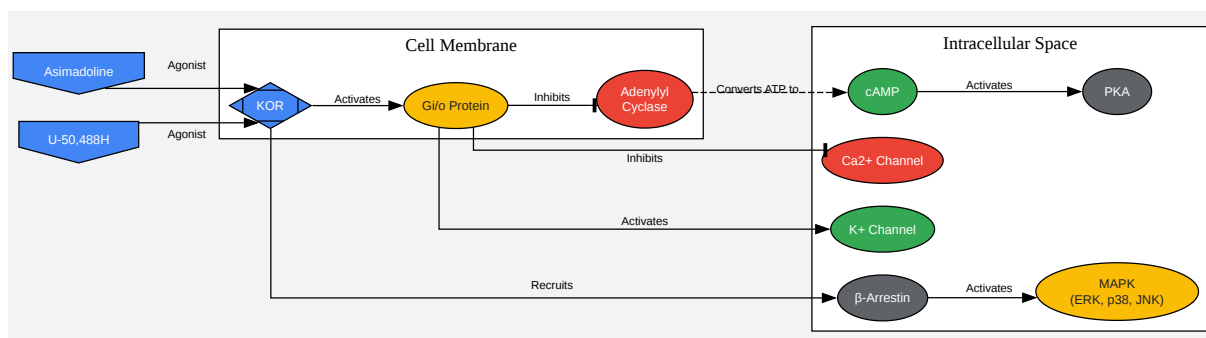 Cell Membrane
Intracellular Space
Asimadoline
Agonist
U-50,488H
Agonist
KOR
Activates
Gi/o Protein
Inhibits
Adenylyl
Cyclase
Converts ATP to
cAMP
Activates
PKA
Inhibits
Ca2+ Channel
Activates
K+ Channel
Recruits
β-Arrestin
Activates
MAPK
(ERK, p38, JNK)